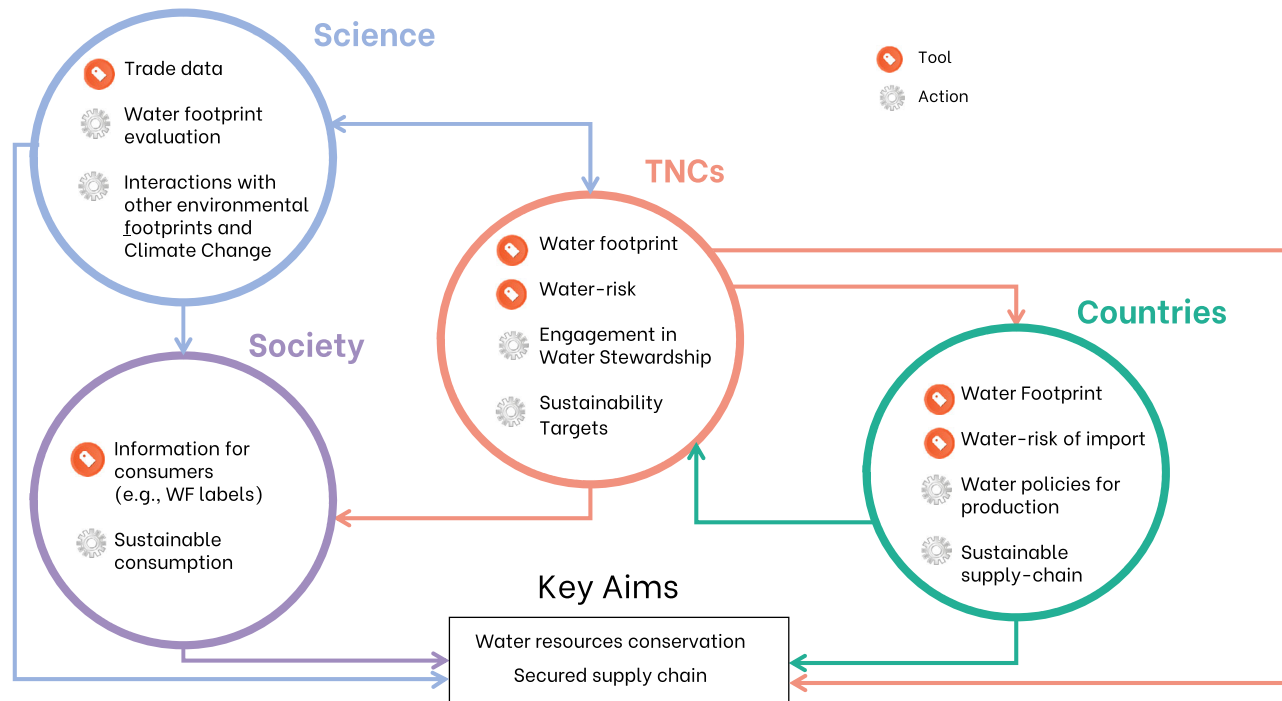 Science
Trade data
Water footprint
evaluation
Interactions with
other environmental
footprints and
Climate Change
Tool
Action
TNCs
Water footprint
Water-risk
Engagement in
Water Stewardship
Sustainability
Targets
Countries
Water Footprint
Water-risk of import
Water policies for
production
Sustainable
supply-chain
Society
Information for
consumers
(e.g., WF labels)
Sustainable
consumption
Key Aims
Water resources conservation
Secured supply chain